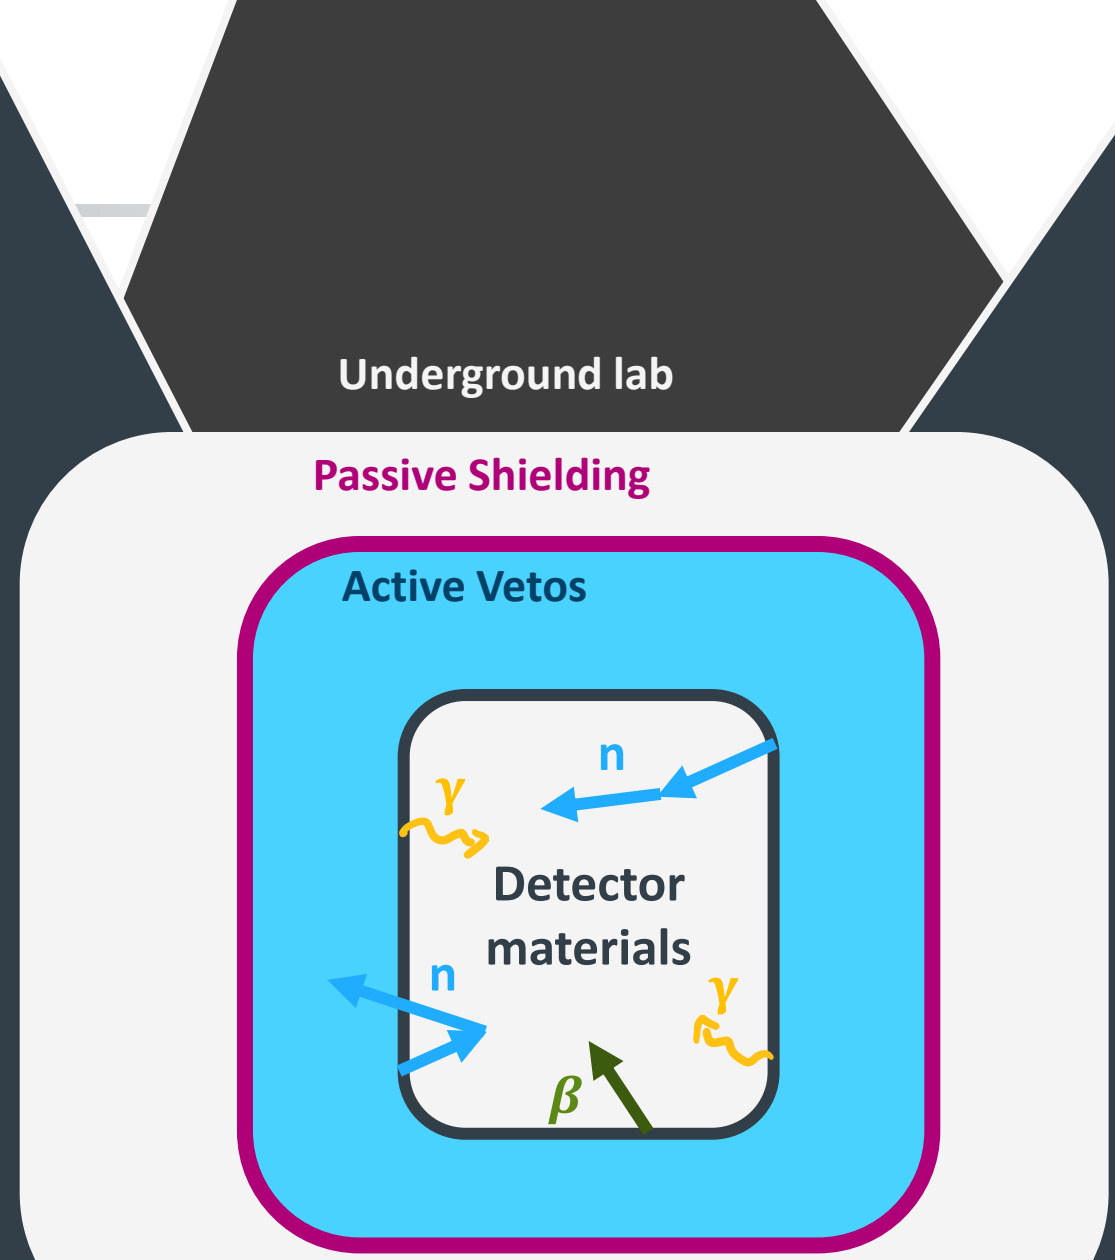 Underground lab
Passive Shielding
Active Vetos
n
γ
Detector
materials
n
γ
β